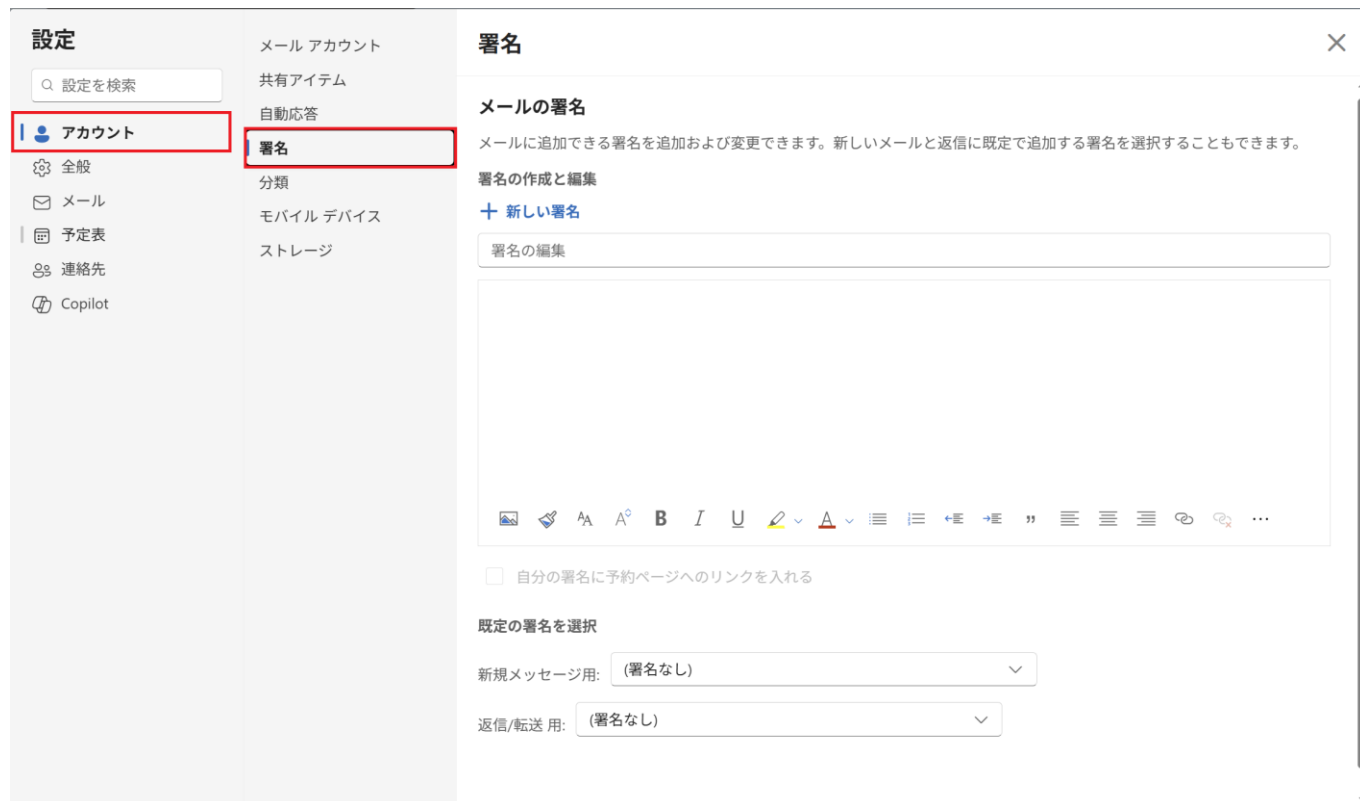 設定
設定を検索
アカウント
全般
メール
予定表
連絡先
Copilot
メール アカウント
共有アイテム
自動応答
署名
分類
モバイル デバイス
ストレージ
署名
メールの署名
メールに追加できる署名を追加および変更できます。新しいメールと返信に既定で追加する署名を選択することもできます。
署名の作成と編集
新しい署名
署名の編集
自分の署名に予約ページへのリンクを入れる
既定の署名を選択
新規メッセージ用: (署名なし)
返信/転送 用: (署名なし)